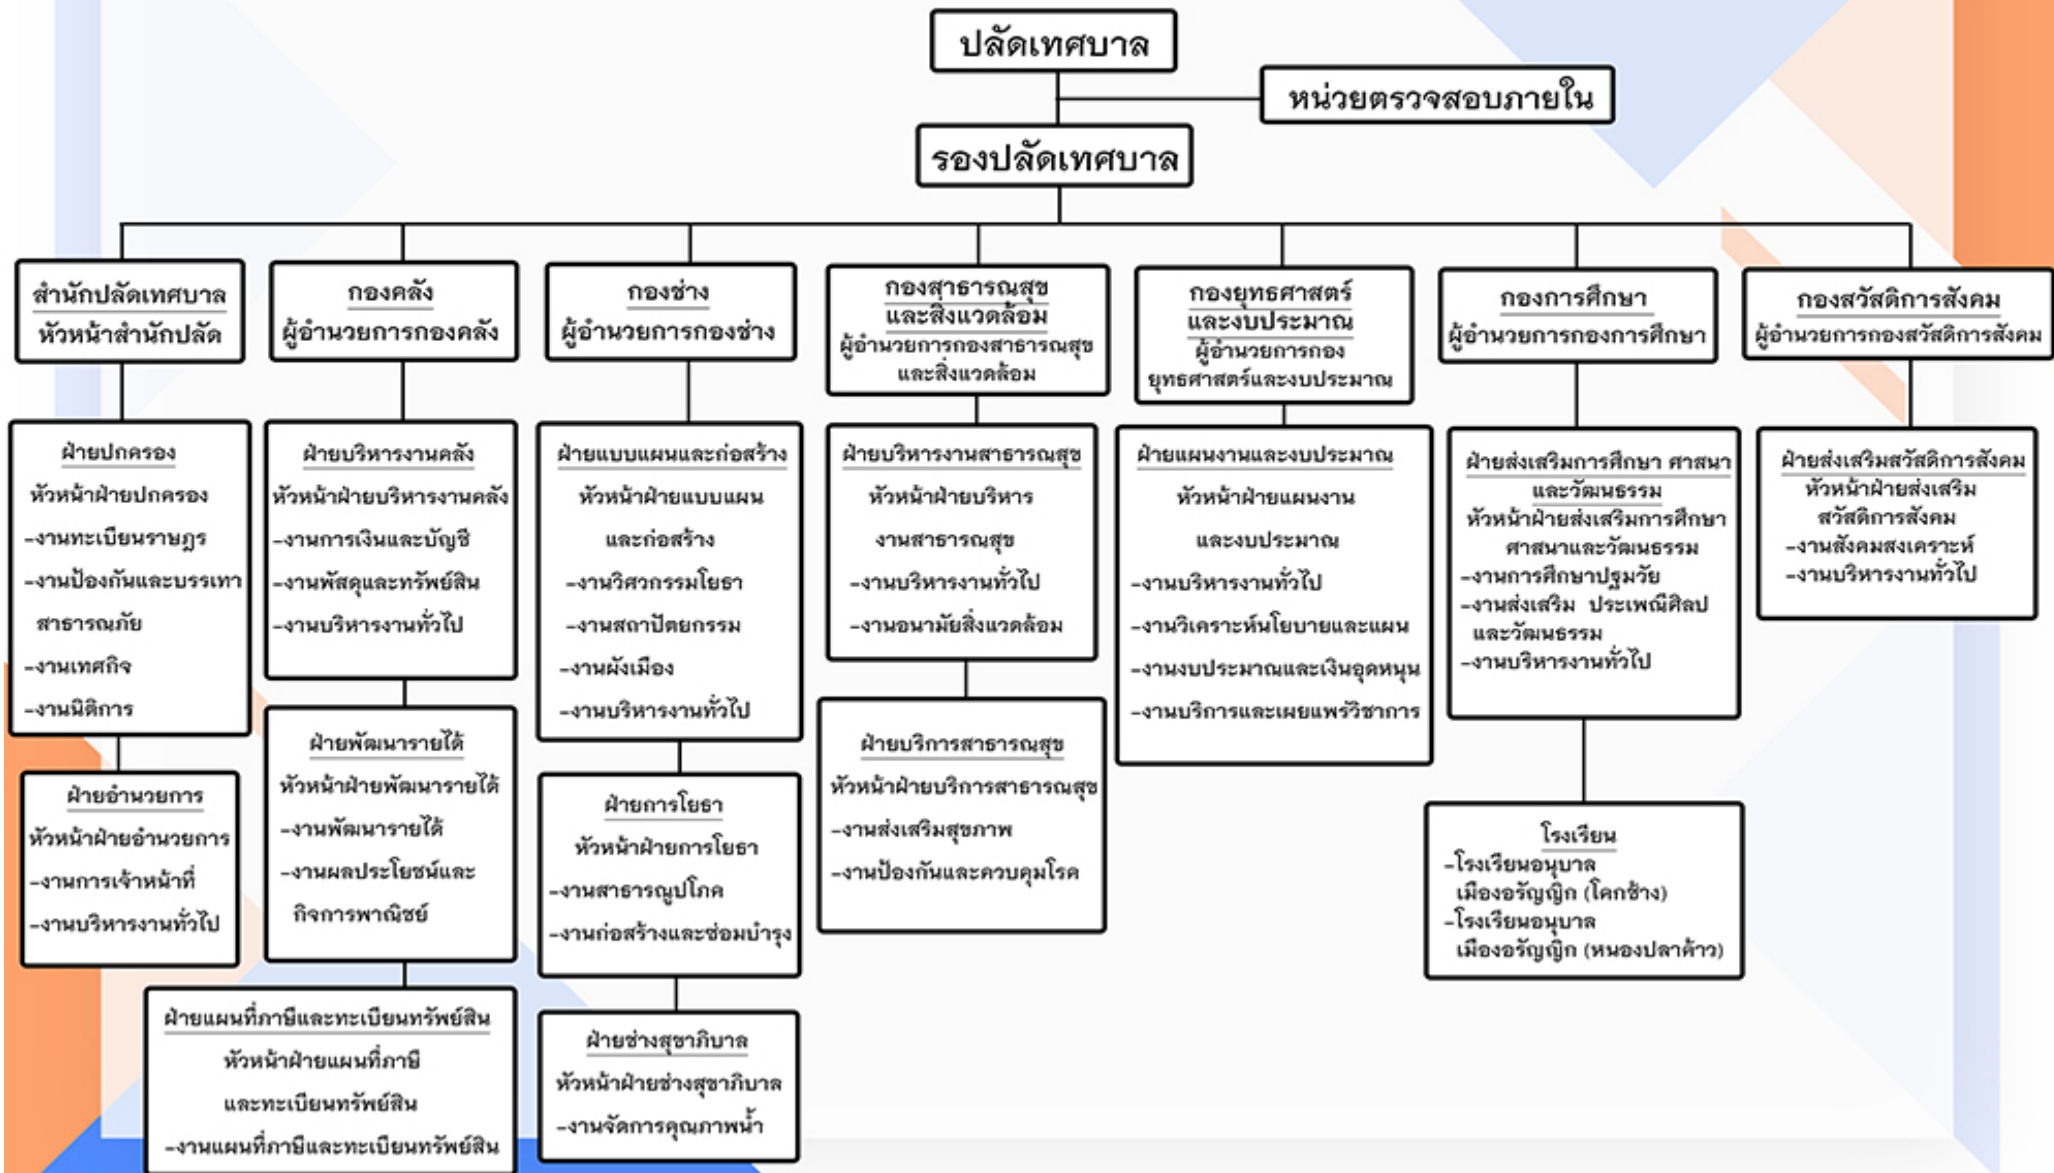 ปลัดเทศบาล
หน่วยตรวจสอบภายใน
รองปลัดเทศบาล
สำนักปลัดเทศบาล
หัวหน้าสำนักปลัด
กองคลัง
ผู้อำนวยการกองคลัง
กองช่าง
ผู้อำนวยการกองช่าง
กองสาธารณสุข
และสิ่งแวดล้อม
ผู้อำนวยการกองสาธารณสุข
และสิ่งแวดล้อม
กองยุทธศาสตร์
และงบประมาณ
ผู้อำนวยการกอง
ยุทธศาสตร์และงบประมาณ
กองการศึกษา
ผู้อำนวยการกองการศึกษา
กองสวัสดิการสังคม
ผู้อำนวยการกองสวัสดิการสังคม
ฝ่ายปกครอง
หัวหน้าฝ่ายปกครอง
-งานทะเบียนราษฎร
-งานป้องกันและบรรเทา
สาธารณภัย
-งานเทศกิจ
-งานนิติการ
ฝ่ายอำนวยการ
หัวหน้าฝ่ายอำนวยการ
-งานการเจ้าหน้าที่
-งานบริหารงานทั่วไป
ฝ่ายบริหารงานคลัง
หัวหน้าฝ่ายบริหารงานคลัง
-งานการเงินและบัญชี
-งานพัสดุและทรัพย์สิน
-งานบริหารงานทั่วไป
ฝ่ายพัฒนารายได้
หัวหน้าฝ่ายพัฒนารายได้
-งานพัฒนารายได้
-งานผลประโยชน์และ
กิจการพาณิชย์
ฝ่ายแผนที่ภาษีและทะเบียนทรัพย์สิน
หัวหน้าฝ่ายแผนที่ภาษี
และทะเบียนทรัพย์สิน
-งานแผนที่ภาษีและทะเบียนทรัพย์สิน
ฝ่ายแบบแผนและก่อสร้าง
หัวหน้าฝ่ายแบบแผน
และก่อสร้าง
-งานวิศวกรรมโยธา
-งานสถาปัตยกรรม
-งานผังเมือง
-งานบริหารงานทั่วไป
ฝ่ายการโยธา
หัวหน้าฝ่ายการโยธา
-งานสาธารณูปโภค
-งานก่อสร้างและซ่อมบำรุง
ฝ่ายช่างสุขาภิบาล
หัวหน้าฝ่ายช่างสุขาภิบาล
-งานจัดการคุณภาพน้ำ
ฝ่ายบริหารงานสาธารณสุข
หัวหน้าฝ่ายบริหาร
งานสาธารณสุข
-งานบริหารงานทั่วไป
-งานอนามัยสิ่งแวดล้อม
ฝ่ายบริการสาธารณสุข
หัวหน้าฝ่ายบริการสาธารณสุข
-งานส่งเสริมสุขภาพ
-งานป้องกันและควบคุมโรค
ฝ่ายแผนงานและงบประมาณ
หัวหน้าฝ่ายแผนงาน
และงบประมาณ
-งานบริหารงานทั่วไป
-งานวิเคราะห์นโยบายและแผน
-งานงบประมาณและเงินอุดหนุน
-งานบริการและเผยแพร่วิชาการ
ฝ่ายส่งเสริมการศึกษา ศาสนา
และวัฒนธรรม
หัวหน้าฝ่ายส่งเสริมการศึกษา
ศาสนาและวัฒนธรรม
-งานการศึกษาปฐมวัย
-งานส่งเสริม ประเพณีศิลป
และวัฒนธรรม
-งานบริหารงานทั่วไป
โรงเรียน
-โรงเรียนอนุบาล
เมืองอรัญญิก (โคกช้าง)
-โรงเรียนอนุบาล
เมืองอรัญญิก (หนองปลาค้าว)
ฝ่ายส่งเสริมสวัสดิการสังคม
หัวหน้าฝ่ายส่งเสริม
สวัสดิการสังคม
-งานสังคมสงเคราะห์
-งานบริหารงานทั่วไป